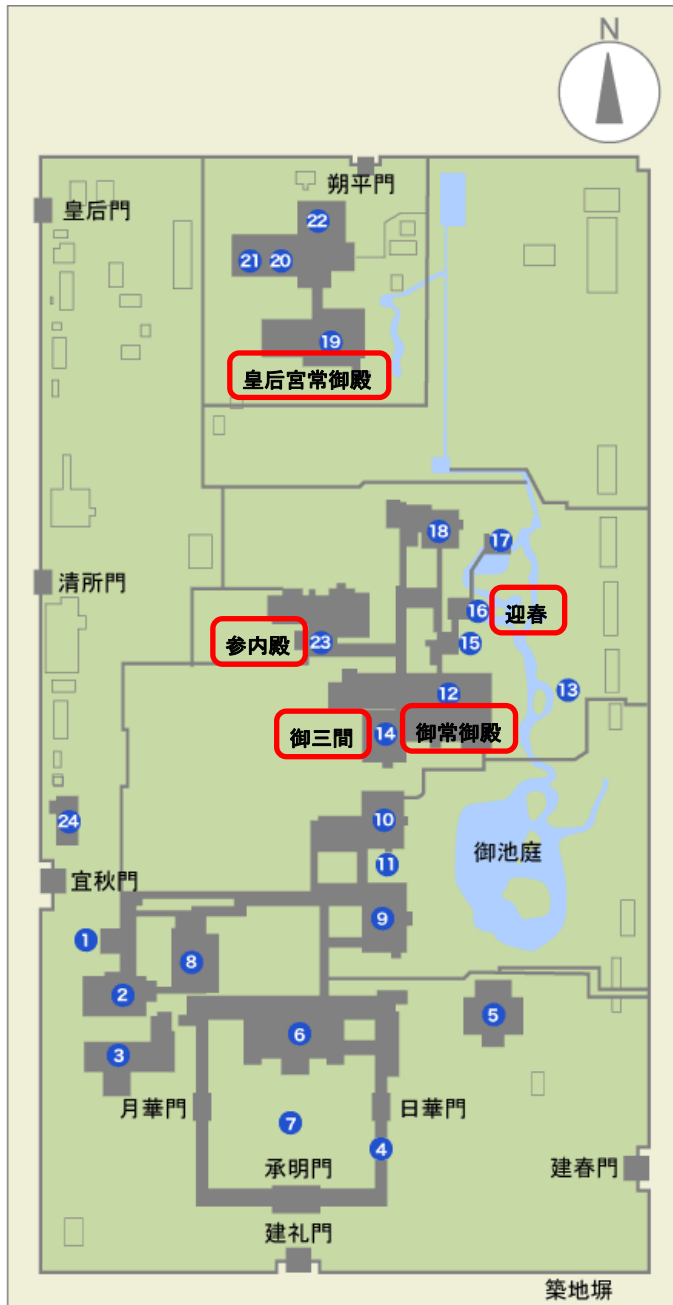 N
朔平門
皇后門
22
21 20
19
皇后宮常御殿
18
17
清所門
16 迎春
参内殿 23
15
12
13
御三間 14 御常御殿
24
10
御池庭
11
宜秋門
9
1
8
2
5
6
3
月華門 日華門
7
4
承明門
建春門
建礼門
築地塀